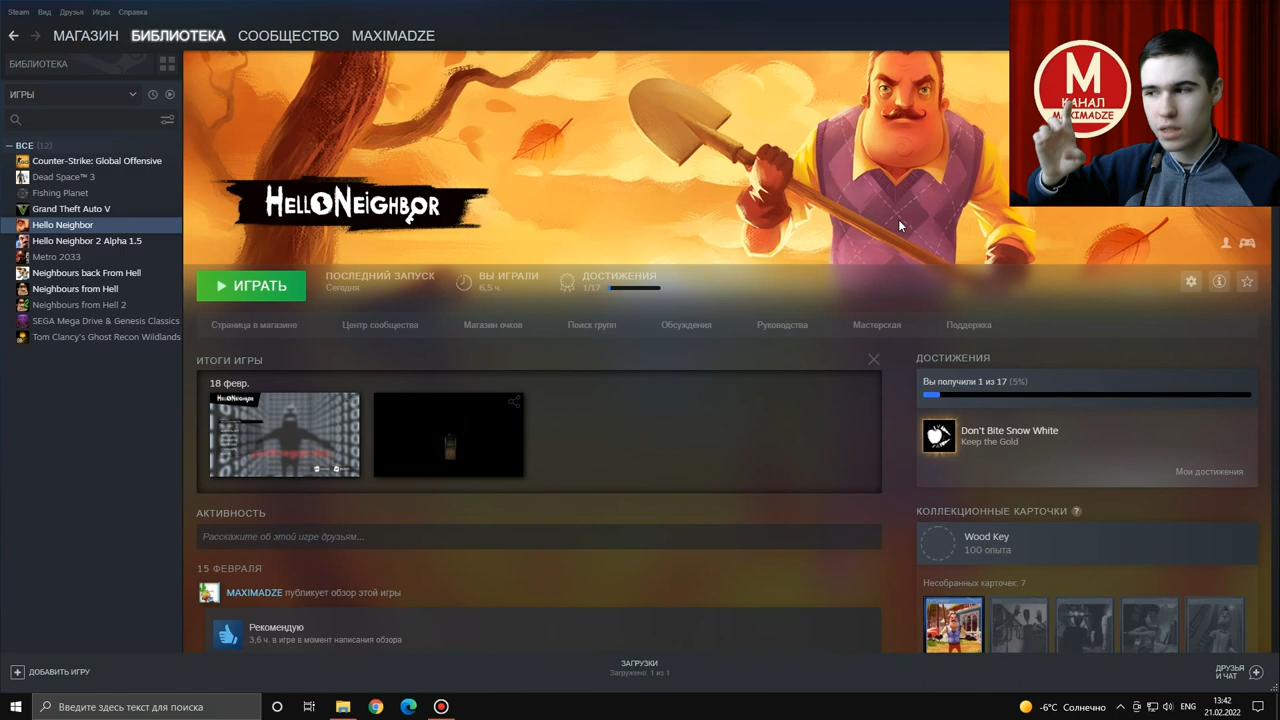 Steam Вид Друзья Игры Справка
МАГАЗИН БИБЛИОТЕКА СООБЩЕСТВО MAXIMADZE
БИБЛИОТЕКА
ИГРЫ
ВСЕ (12)
Counter-Strike: Global Offensive
Dead Space™ 3
Fishing Planet
Grand Theft Auto V
Hello Neighbor
Hello Neighbor 2 Alpha 1.5
Metro 2033
Neighbours back From Hell
Neighbours from Hell
Neighbours from Hell 2
SEGA Mega Drive & Genesis Classics
Tom Clancy's Ghost Recon Wildlands
HELLO NEIGHBOR
М
КАНАЛ
MAXIMADZE
ИГРАТЬ
ПОСЛЕДНИЙ ЗАПУСК
Сегодня
ВЫ ИГРАЛИ
6,5 ч.
ДОСТИЖЕНИЯ
1/17
Страница в магазине Центр сообщества Магазин очков Поиск групп Обсуждения Руководства Мастерская Поддержка
ИТОГИ ИГРЫ
18 февр.
HELLO NEIGHBOR
АКТИВНОСТЬ
Расскажите об этой игре друзьям...
15 ФЕВРАЛЯ
MAXIMADZE публикует обзор этой игры
Рекомендую
3,6 ч. в игре в момент написания обзора
ДОСТИЖЕНИЯ
Вы получили 1 из 17 (5%)
Don't Bite Snow White
Keep the Gold
Мои достижения
КОЛЛЕКЦИОННЫЕ КАРТОЧКИ ?
Wood Key
100 опыта
Несобранных карточек: 7
ДОБАВИТЬ ИГРУ
ЗАГРУЗКИ
Загружено: 1 из 1
ДРУЗЬЯ
И ЧАТ
Введите здесь текст для поиска
-6°C Солнечно
ENG
13:42
21.02.2022